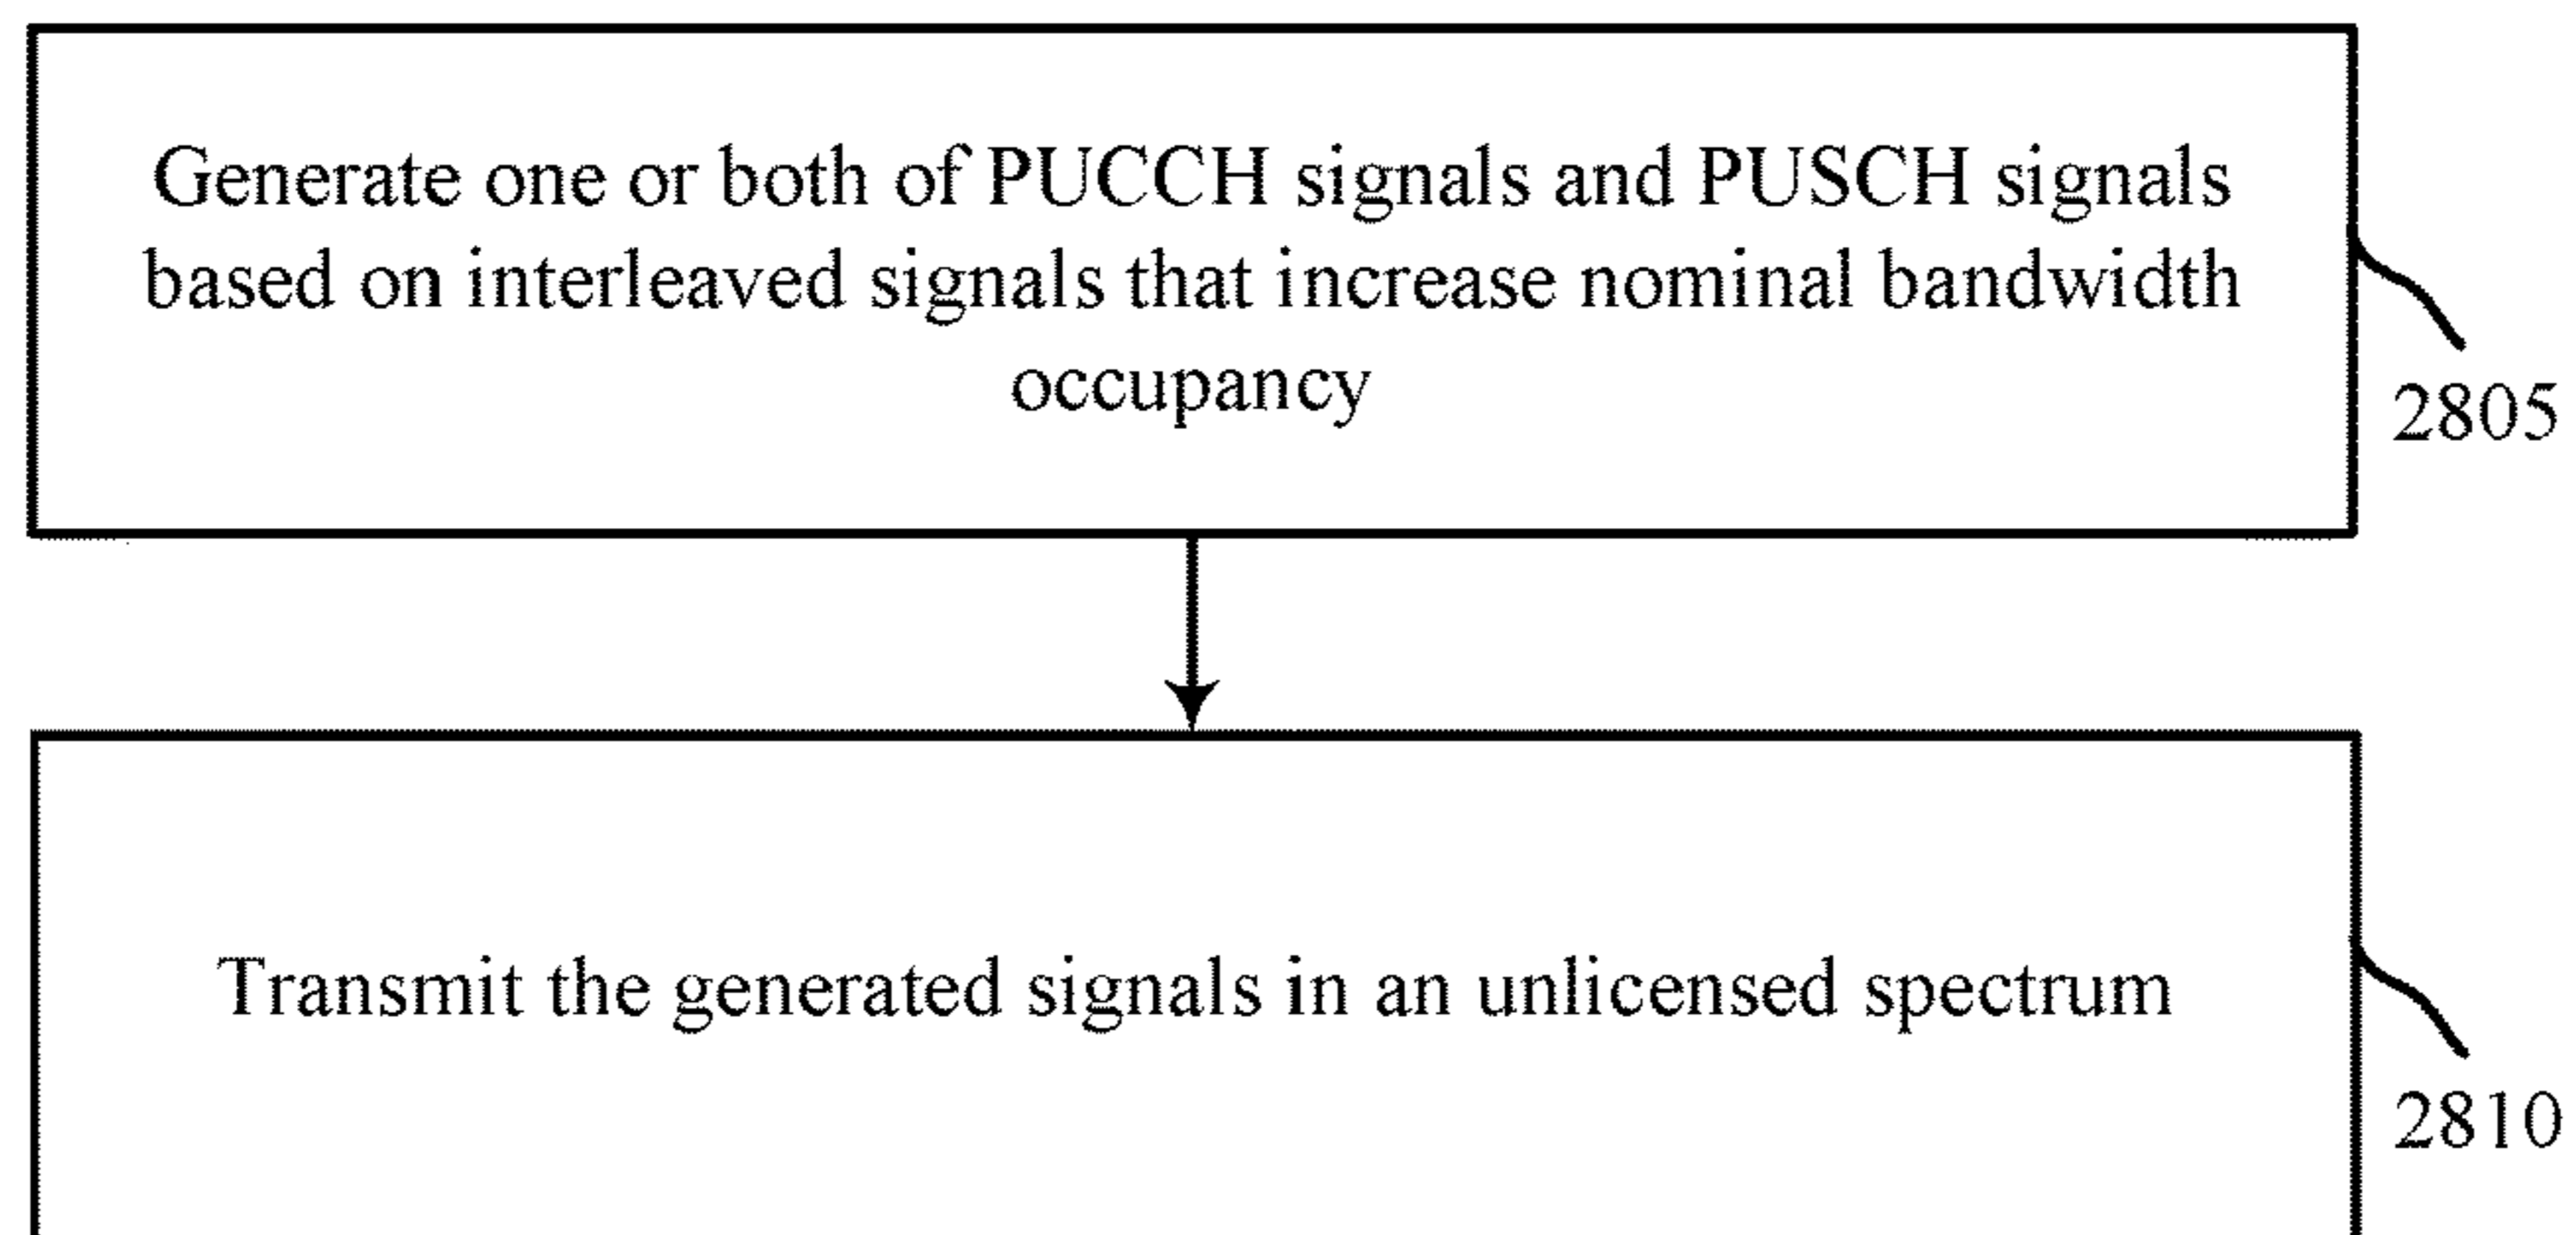 Generate one or both of PUCCH signals and PUSCH signals
based on interleaved signals that increase nominal bandwidth
occupancy
2805
Transmit the generated signals in an unlicensed spectrum
2810